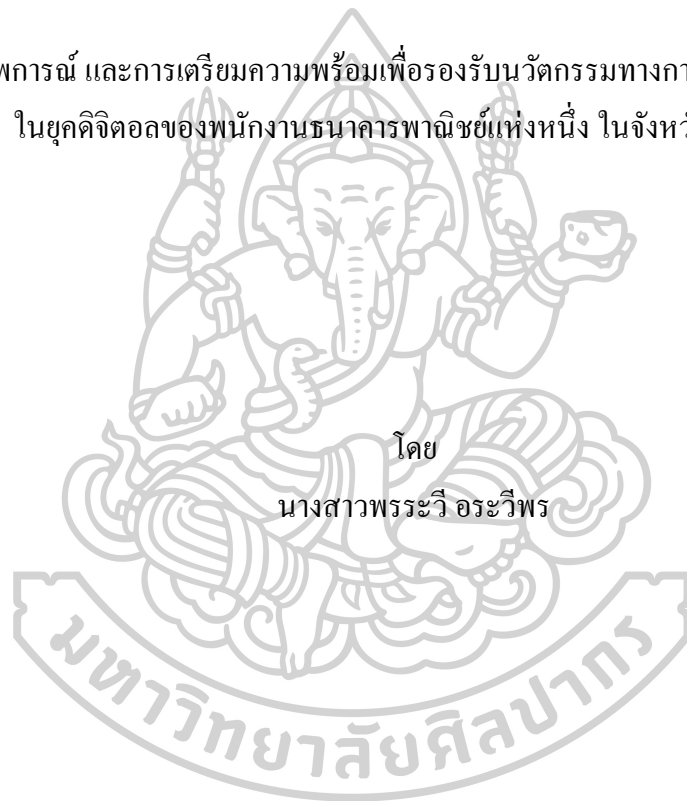 พการณ์ และการเตรียมความพร้อมเพื่อรองรับนวัตกรรมทางกา
ในยุคดิจิตอลของพนักงานธนาคารพาณิชย์แห่งหนึ่ง ในจังหวั
โดย
นางสาวพรระวี อระวีพร
มหาวิทยาลัยศิลปากร